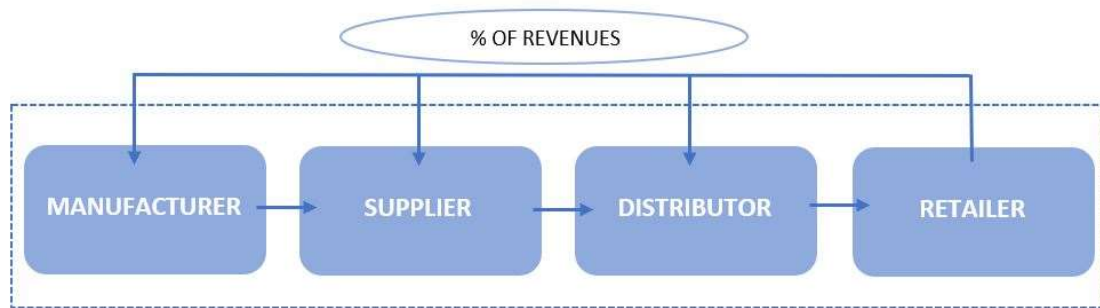 % OF REVENUES
MANUFACTURER
SUPPLIER
DISTRIBUTOR
RETAILER